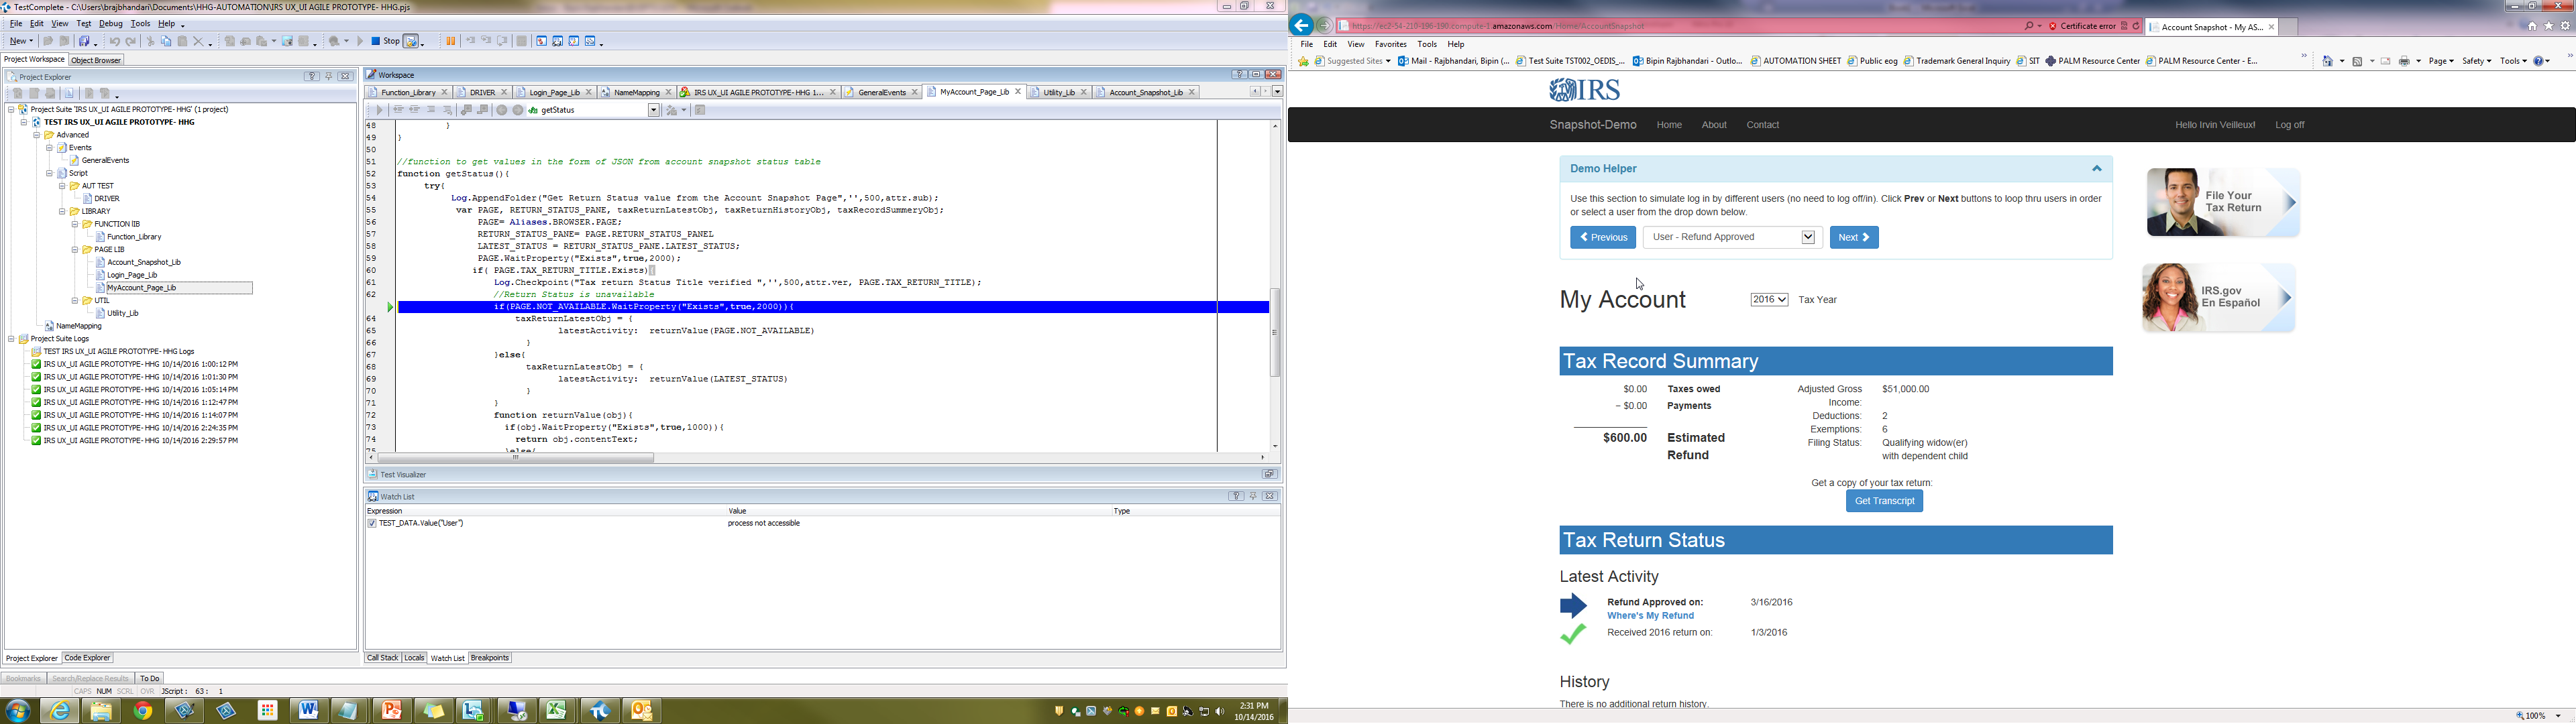 TestComplete - C:\Users\brajbhandari\Documents\HHG-AUTOMATION\IRS UX_UI AGILE PROTOTYPE- HHG.pjs
File Edit View Test Debug Tools Help
New Stop
Project Workspace Object Browser
Project Explorer
Project Suite 'IRS UX_UI AGILE PROTOTYPE- HHG' (1 project)
TEST IRS UX_UI AGILE PROTOTYPE- HHG
Advanced
Events
GeneralEvents
Script
AUT TEST
DRIVER
LIBRARY
FUNCTION lIB
Function_Library
PAGE LIB
Account_Snapshot_Lib
Login_Page_Lib
MyAccount_Page_Lib
UTIL
Utility_Lib
NameMapping
Project Suite Logs
TEST IRS UX_UI AGILE PROTOTYPE- HHG Logs
IRS UX_UI AGILE PROTOTYPE- HHG 10/14/2016 1:00:12 PM
IRS UX_UI AGILE PROTOTYPE- HHG 10/14/2016 1:01:30 PM
IRS UX_UI AGILE PROTOTYPE- HHG 10/14/2016 1:05:14 PM
IRS UX_UI AGILE PROTOTYPE- HHG 10/14/2016 1:12:47 PM
IRS UX_UI AGILE PROTOTYPE- HHG 10/14/2016 1:14:07 PM
IRS UX_UI AGILE PROTOTYPE- HHG 10/14/2016 2:24:35 PM
IRS UX_UI AGILE PROTOTYPE- HHG 10/14/2016 2:29:57 PM
Project Explorer Code Explorer
Workspace
Function_Library DRIVER Login_Page_Lib NameMapping IRS UX_UI AGILE PROTOTYPE- HHG 1... GeneralEvents MyAccount_Page_Lib Utility_Lib Account_Snapshot_Lib
getStatus
48 }
49 }
50
51 //function to get values in the form of JSON from account snapshot status table
52 function getStatus(){
53 try{
54 Log.AppendFolder("Get Return Status value from the Account Snapshot Page",'',500,attr.sub);
55 var PAGE, RETURN_STATUS_PANE, taxReturnLatestObj, taxReturnHistoryObj, taxRecordSummeryObj;
56 PAGE= Aliases.BROWSER.PAGE;
57 RETURN_STATUS_PANE= PAGE.RETURN_STATUS_PANEL
58 LATEST_STATUS = RETURN_STATUS_PANE.LATEST_STATUS;
59 PAGE.WaitProperty("Exists",true,2000);
60 if( PAGE.TAX_RETURN_TITLE.Exists){
61 Log.Checkpoint("Tax return Status Title verified ",'',500,attr.ver, PAGE.TAX_RETURN_TITLE);
62 //Return Status is unavailable
if(PAGE.NOT_AVAILABLE.WaitProperty("Exists",true,2000)){
64 taxReturnLatestObj = {
65 latestActivity: returnValue(PAGE.NOT_AVAILABLE)
66 }
67 }else{
68 taxReturnLatestObj = {
69 latestActivity: returnValue(LATEST_STATUS)
70 }
71 }
72 function returnValue(obj){
73 if(obj.WaitProperty("Exists",true,1000)){
74 return obj.contentText;
75 }else{
Test Visualizer
Watch List
Expression Value Type
TEST_DATA.Value("User") process not accessible
Call Stack Locals Watch List Breakpoints
Bookmarks Search/Replace Results To Do
CAPS NUM SCRL OVR JScript : 63 : 1
2:31 PM
10/14/2016
https://ec2-54-210-196-190.compute-1.amazonaws.com/Home/AccountSnapshot Certificate error Account Snapshot - My AS...
File Edit View Favorites Tools Help
Suggested Sites Mail - Rajbhandari, Bipin (... Test Suite TST002_OEDIS_... Bipin Rajbhandari - Outlo... AUTOMATION SHEET Public eog Trademark General Inquiry SIT PALM Resource Center PALM Resource Center - E... Page Safety Tools
IRS
Snapshot-Demo Home About Contact Hello Irvin Veilleux! Log off
Demo Helper
Use this section to simulate log in by different users (no need to log off/in). Click Prev or Next buttons to loop thru users in order
or select a user from the drop down below.
Previous User - Refund Approved Next
File Your
Tax Return
IRS.gov
En Español
My Account 2016 Tax Year
Tax Record Summary
$0.00 Taxes owed
− $0.00 Payments
$600.00 Estimated
Refund
Adjusted Gross $51,000.00
Income:
Deductions: 2
Exemptions: 6
Filing Status: Qualifying widow(er)
with dependent child
Get a copy of your tax return:
Get Transcript
Tax Return Status
Latest Activity
Refund Approved on: 3/16/2016
Where's My Refund
Received 2016 return on: 1/3/2016
History
There is no additional return history.
100%